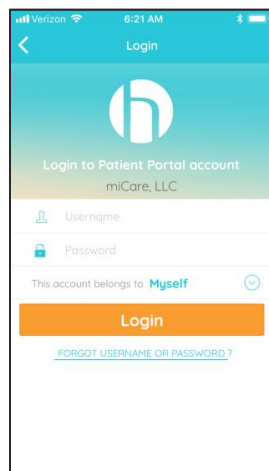 Verizon 6:21 AM
Login
h
Login to Patient Portal account
miCare, LLC
Username
Password
This account belongs to Myself
Login
FORGOT USERNAME OR PASSWORD ?